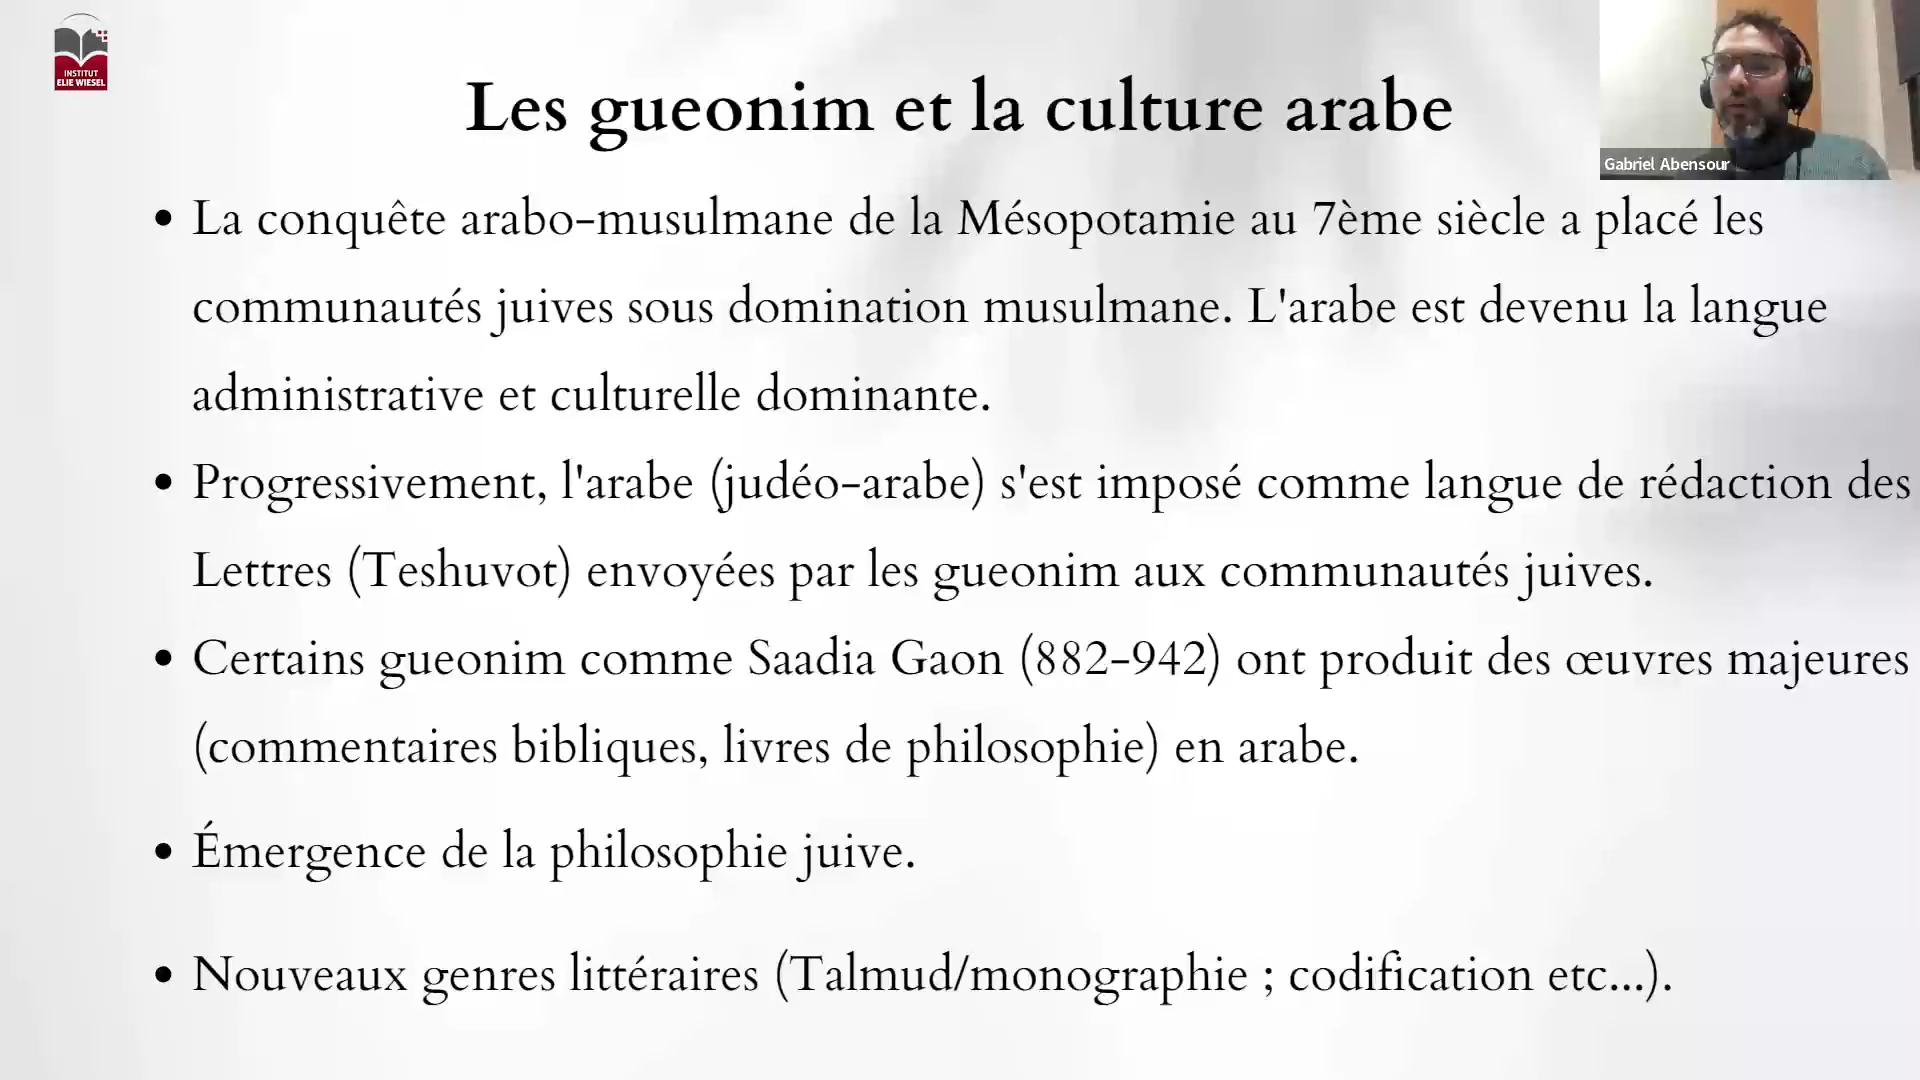 INSTITUT
ELIE WIESEL
Les gueonim et la culture arabe
Gabriel Abensour
• La conquête arabo-musulmane de la Mésopotamie au 7ème siècle a placé les
communautés juives sous domination musulmane. L'arabe est devenu la langue
administrative et culturelle dominante.
• Progressivement, l'arabe (judéo-arabe) s'est imposé comme langue de rédaction des
Lettres (Teshuvot) envoyées par les gueonim aux communautés juives.
• Certains gueonim comme Saadia Gaon (882-942) ont produit des œuvres majeures
(commentaires bibliques, livres de philosophie) en arabe.
• Émergence de la philosophie juive.
• Nouveaux genres littéraires (Talmud/monographie ; codification etc...).